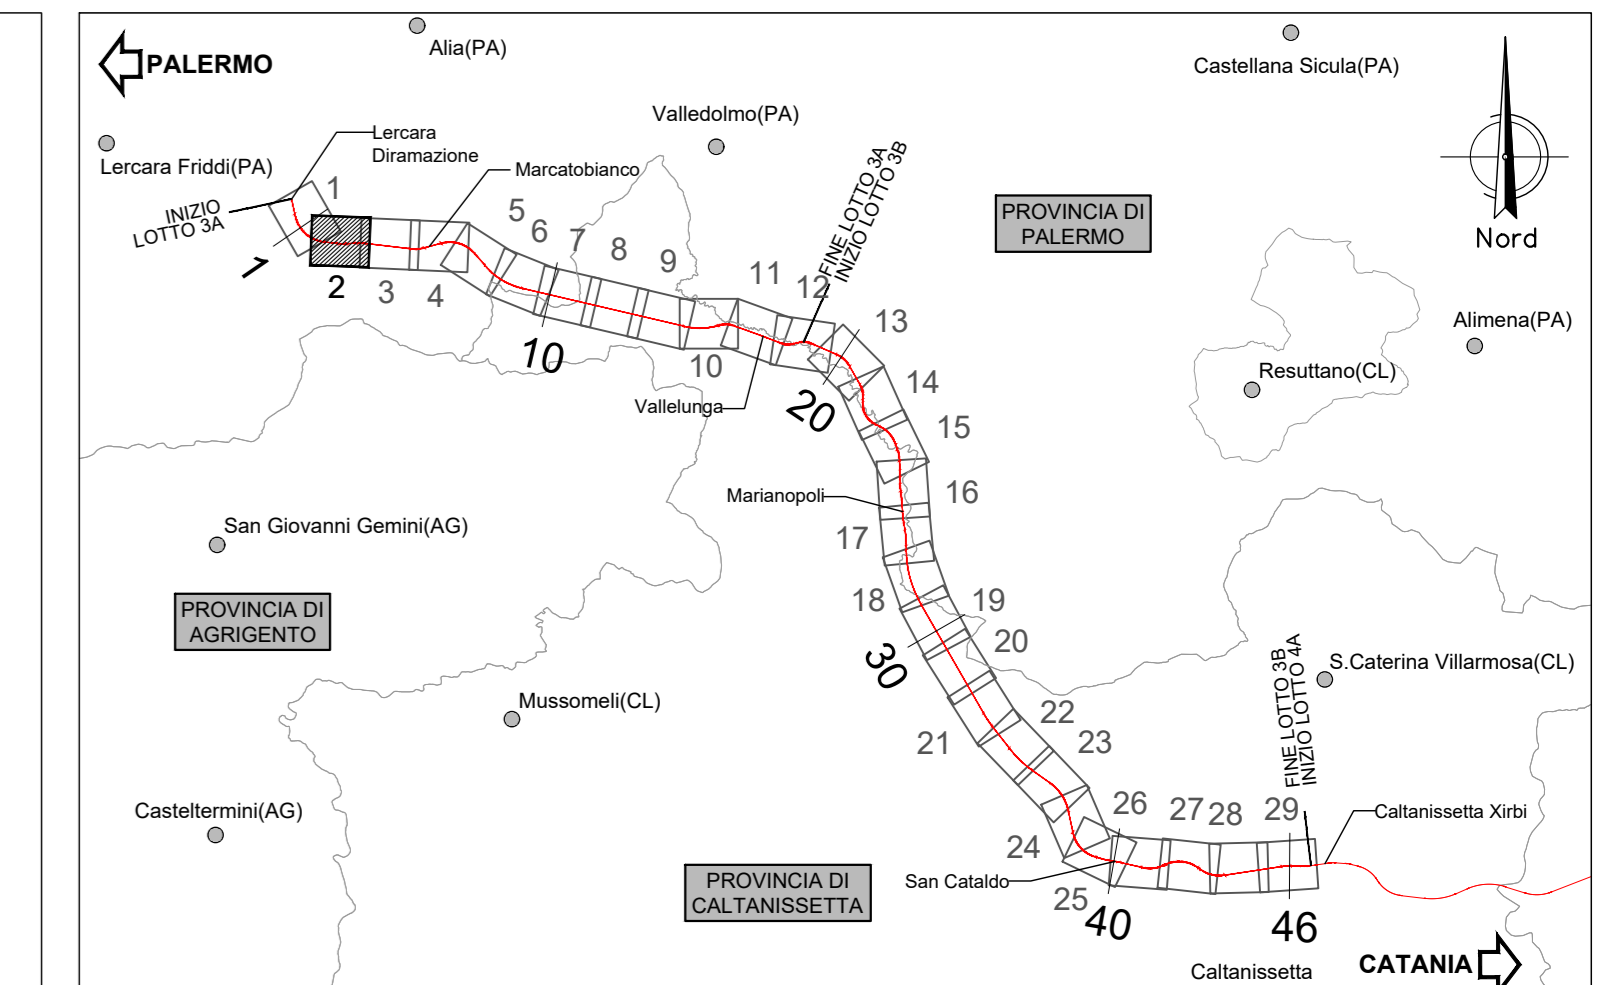 PALERMO
Alia(PA)
Castellana Sicula(PA)
Valledolmo(PA)
Lercara
Diramazione
Lercara Friddi(PA)
Marcatobianco
INIZIO
LOTTO 3A
FINE LOTTO 3A
INIZIO LOTTO 3B
PROVINCIA DI
PALERMO
Nord
1
1
2
3
4
5
6
7
8
9
10
10
11
12
13
20
Vallelunga
Alimena(PA)
Resuttano(CL)
14
15
Marianopoli
16
17
San Giovanni Gemini(AG)
PROVINCIA DI
AGRIGENTO
18
19
20
30
Mussomeli(CL)
S.Caterina Villarmosa(CL)
FINE LOTTO 3B
INIZIO LOTTO 4A
21
22
23
Casteltermini(AG)
24
25
26
27
28
29
Caltanissetta Xirbi
San Cataldo
PROVINCIA DI
CALTANISSETTA
40
46
Caltanissetta
CATANIA